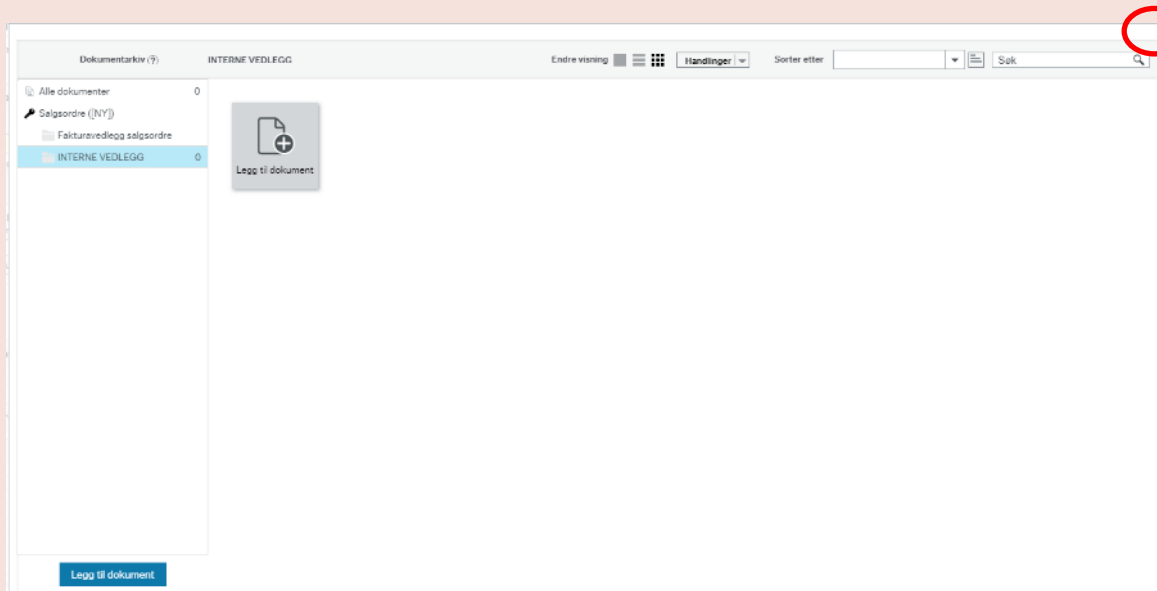 Dokumentarkiv (?) INTERNE VEDLEGG Endre visning Handlinger Sorter etter Søk
Alle dokumenter 0
Salgsordre ([NY])
Fakturavedlegg salgsordre
INTERNE VEDLEGG 0
Legg til dokument
Legg til dokument